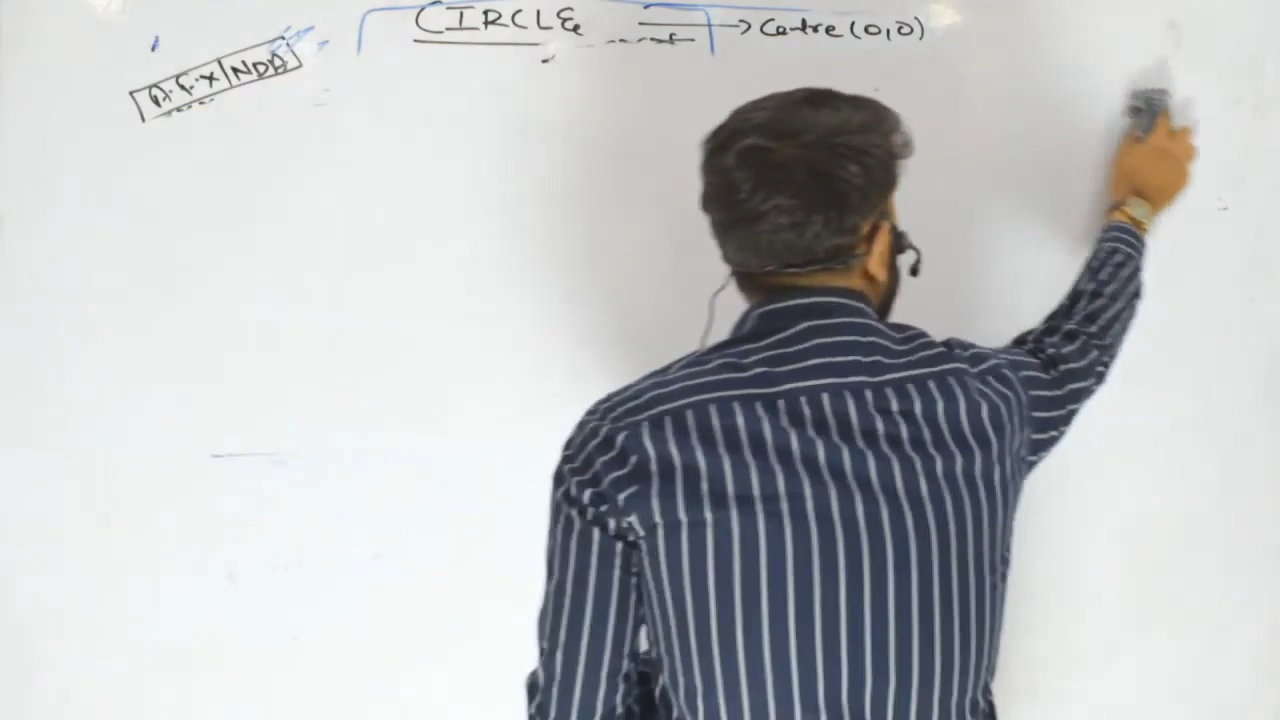 CIRCLE → Centre (0,0)
A.F.X | NDA